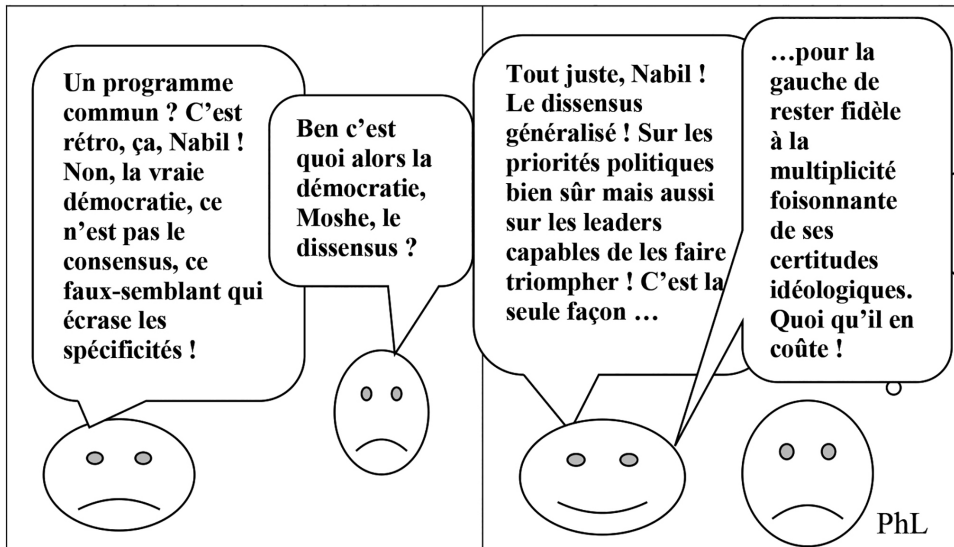 Un programme
commun ? C’est
rétro, ça, Nabil !
Non, la vraie
démocratie, ce
n’est pas le
consensus, ce
faux-semblant qui
écrase les
spécificités !
Ben c’est
quoi alors la
démocratie,
Moshe, le
dissensus ?
Tout juste, Nabil !
Le dissensus
généralisé ! Sur les
priorités politiques
bien sûr mais aussi
sur les leaders
capables de les faire
triompher ! C’est la
seule façon …
…pour la
gauche de
rester fidèle
à la
multiplicité
foisonnante
de ses
certitudes
idéologiques.
Quoi qu’il en
coûte !
PhL